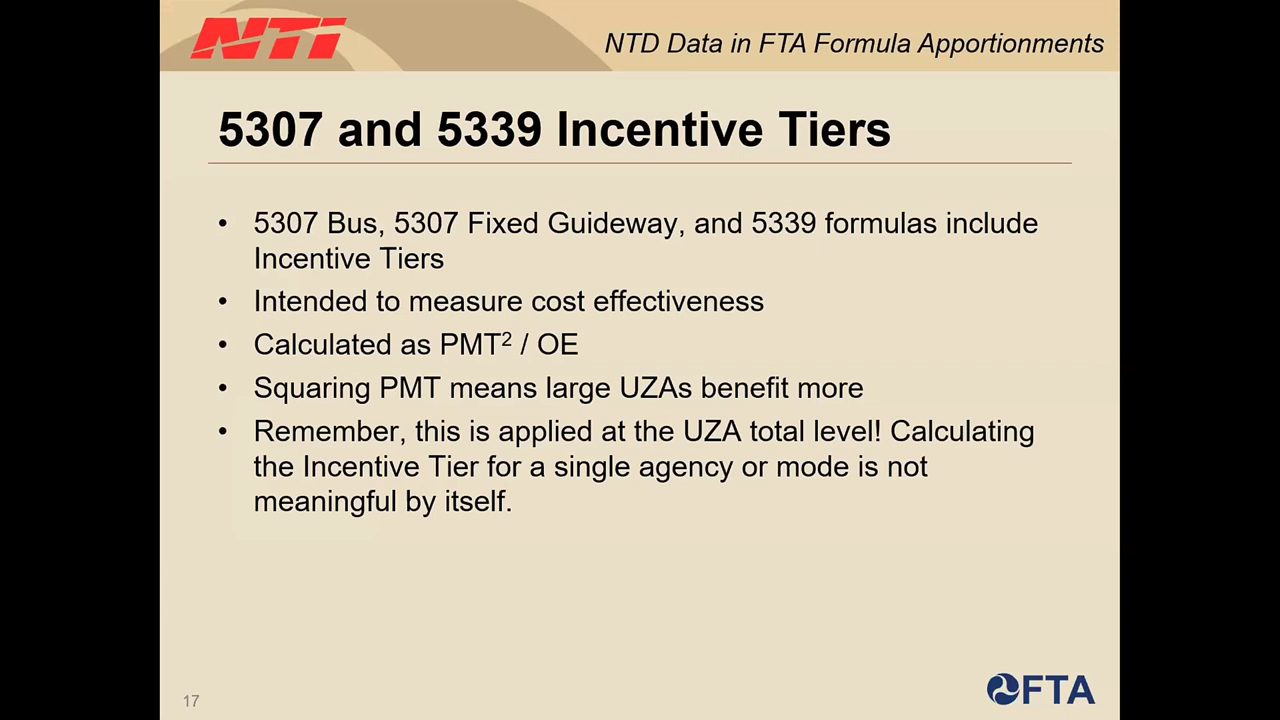 NTI
NTD Data in FTA Formula Apportionments
5307 and 5339 Incentive Tiers
• 5307 Bus, 5307 Fixed Guideway, and 5339 formulas include
Incentive Tiers
• Intended to measure cost effectiveness
• Calculated as PMT² / OE
• Squaring PMT means large UZAs benefit more
• Remember, this is applied at the UZA total level! Calculating
the Incentive Tier for a single agency or mode is not
meaningful by itself.
17
FTA